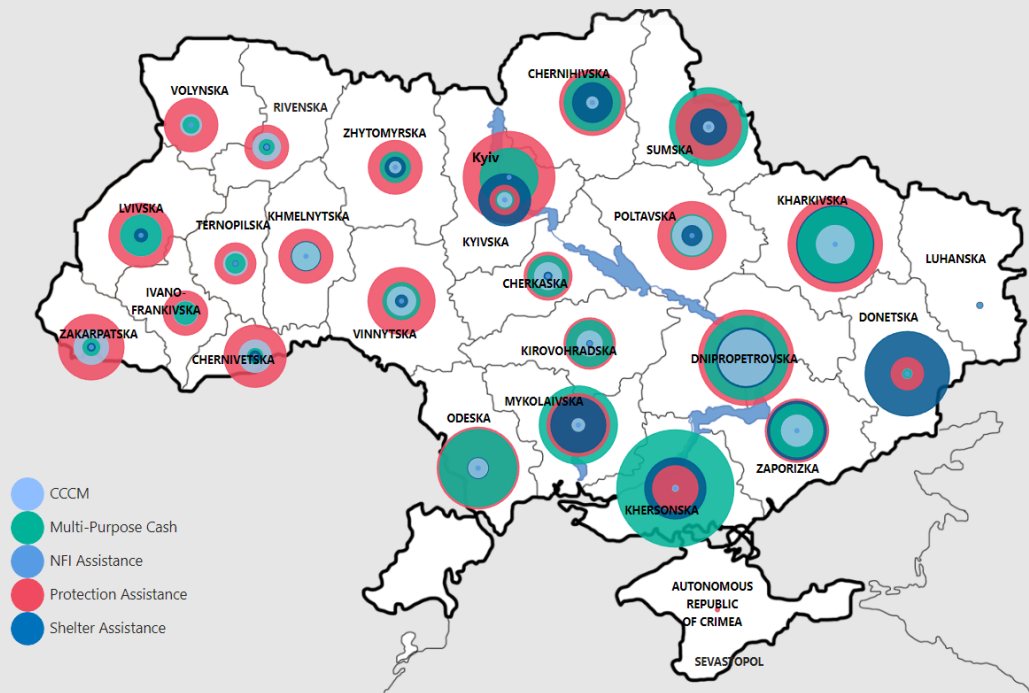 CHERNIHIVSKA
VOLYNSKA
RIVENSKA
ZHYTOMYRSKA
SUMSKA
Kyiv
KHARKIVSKA
LVIVSKA
TERNOPILSKA
KHMELNYTSKA
POLTAVSKA
KYIVSKA
LUHANSKA
CHERKASKA
IVANO-
FRANKIVSKA
DONETSKA
ZAKARPATSKA
VINNYTSKA
CHERNIVETSKA
KIROVOHRADSKA
DNIPROPETROVSKA
MYKOLAIVSKA
ODESKA
ZAPORIZKA
KHERSONSKA
CCCM
Multi-Purpose Cash
NFI Assistance
Protection Assistance
Shelter Assistance
AUTONOMOUS
REPUBLIC
OF CRIMEA
SEVASTOPOL